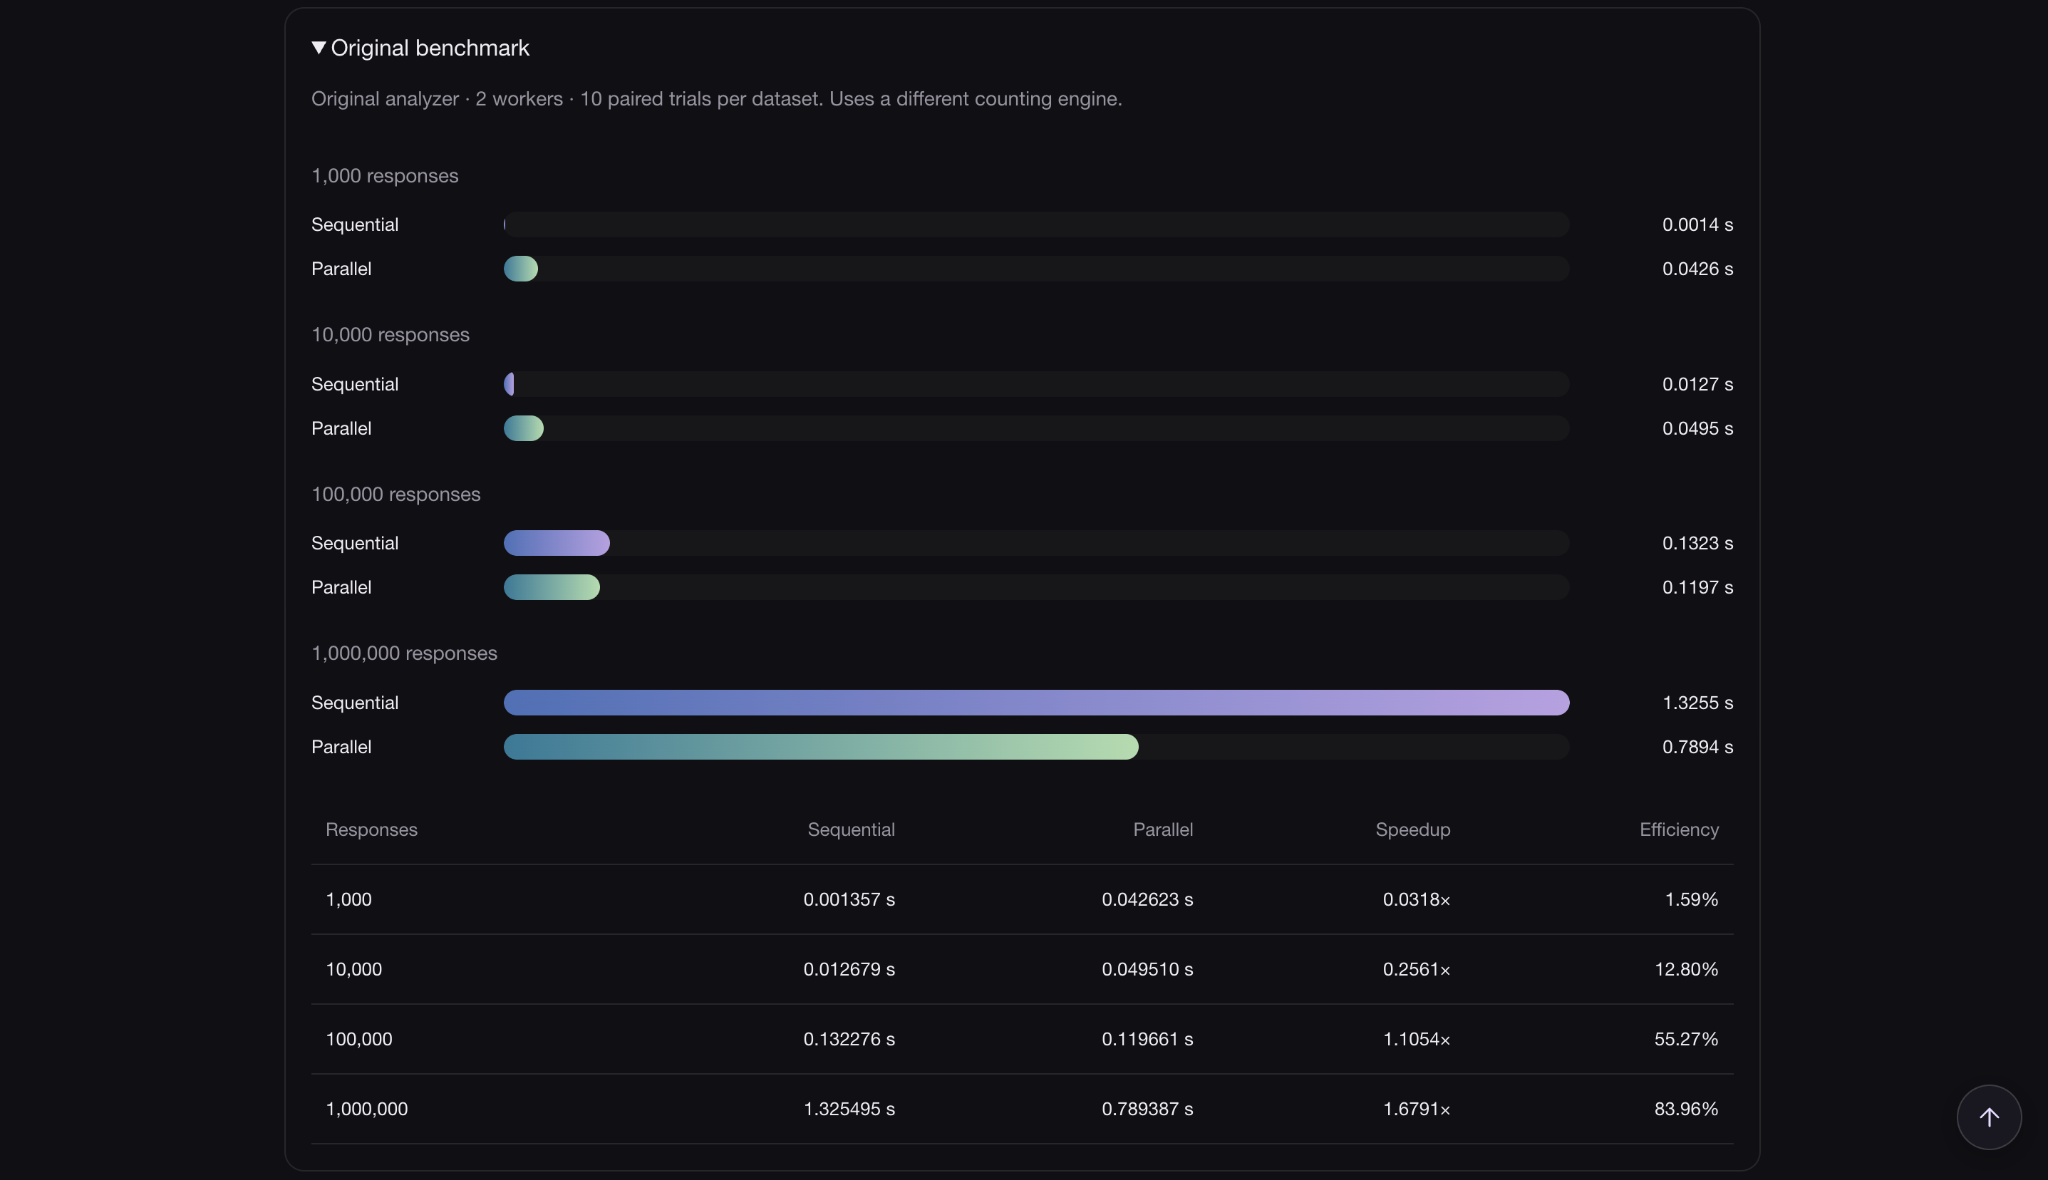 ▼ Original benchmark
Original analyzer · 2 workers · 10 paired trials per dataset. Uses a different counting engine.
1,000 responses
Sequential 0.0014 s
Parallel 0.0426 s
10,000 responses
Sequential 0.0127 s
Parallel 0.0495 s
100,000 responses
Sequential 0.1323 s
Parallel 0.1197 s
1,000,000 responses
Sequential 1.3255 s
Parallel 0.7894 s
Responses Sequential Parallel Speedup Efficiency
1,000 0.001357 s 0.042623 s 0.0318× 1.59%
10,000 0.012679 s 0.049510 s 0.2561× 12.80%
100,000 0.132276 s 0.119661 s 1.1054× 55.27%
1,000,000 1.325495 s 0.789387 s 1.6791× 83.96%